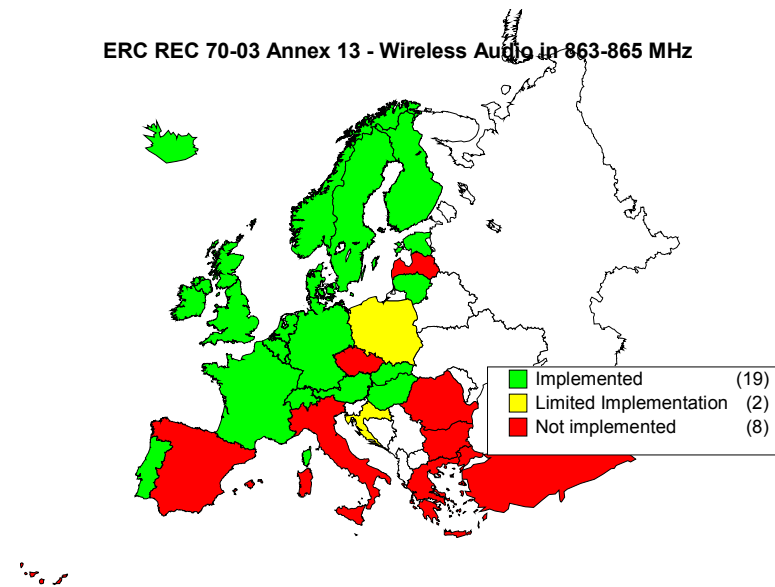 ERC REC 70-03 Annex 13 - Wireless Audio in 863-865 MHz
Implemented (19)
Limited Implementation (2)
Not implemented (8)